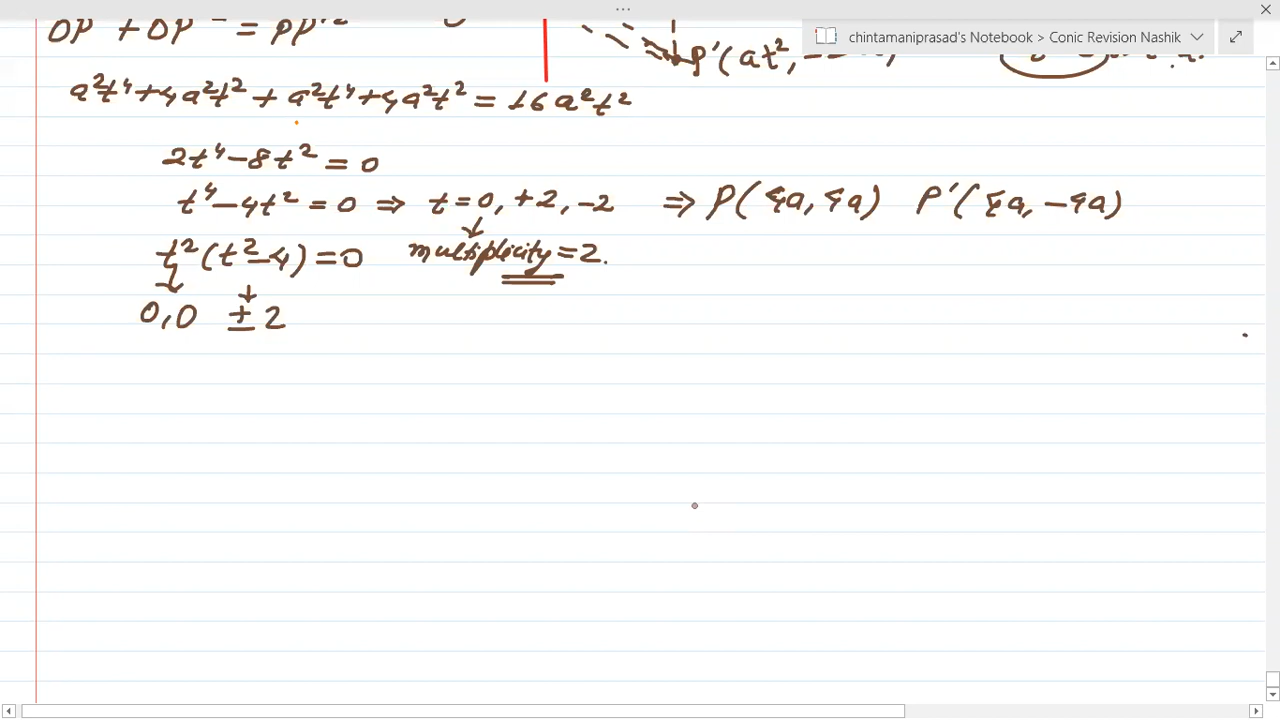 chintamaniprasad's Notebook > Conic Revision Nashik
OP + OP = PP'²
P'(at²,
a²t⁴+4a²t² + a²t⁴+4a²t² = 16a²t²
2t⁴-8t² = 0
t⁴-4t² = 0 ⇒ t=0, +2, -2 ⇒ P(4a, 4a) P'(4a, -4a)
t²(t²-4)=0 multiplicity=2.
0,0 ±2